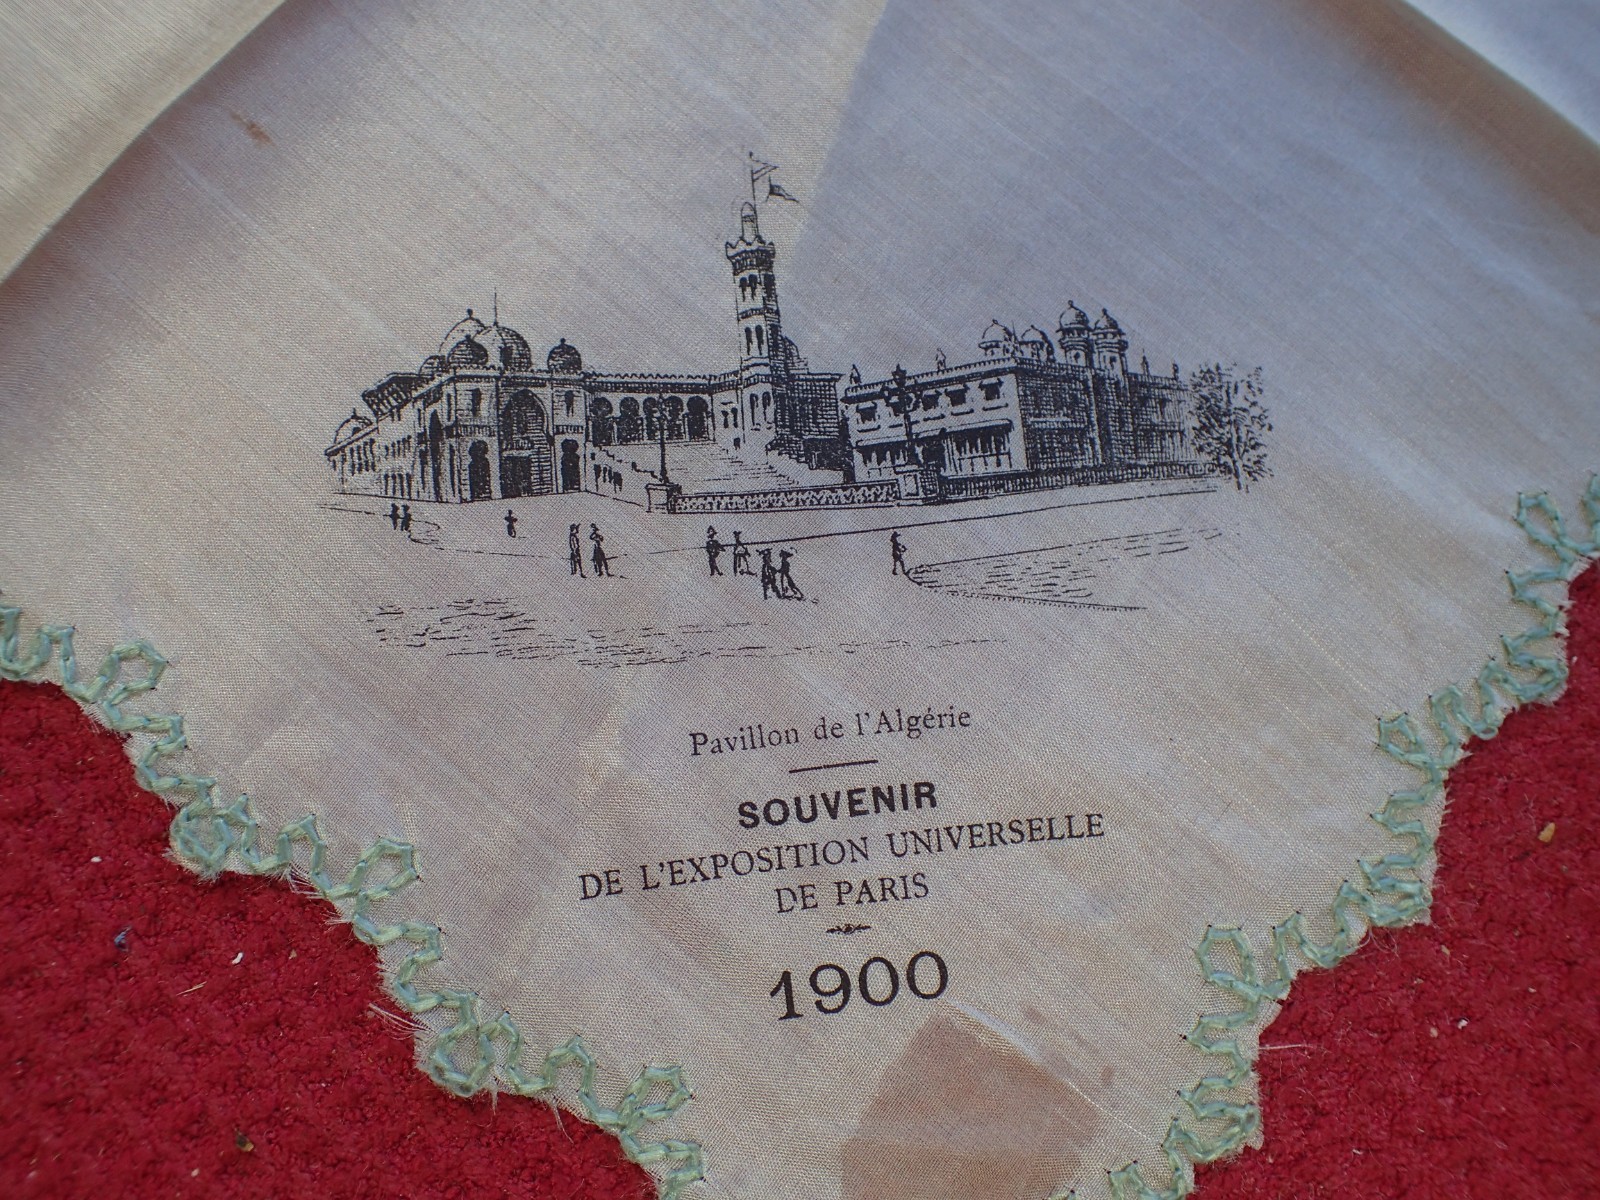 Pavillon de l'Algérie
SOUVENIR
DE L'EXPOSITION UNIVERSELLE
DE PARIS
1900